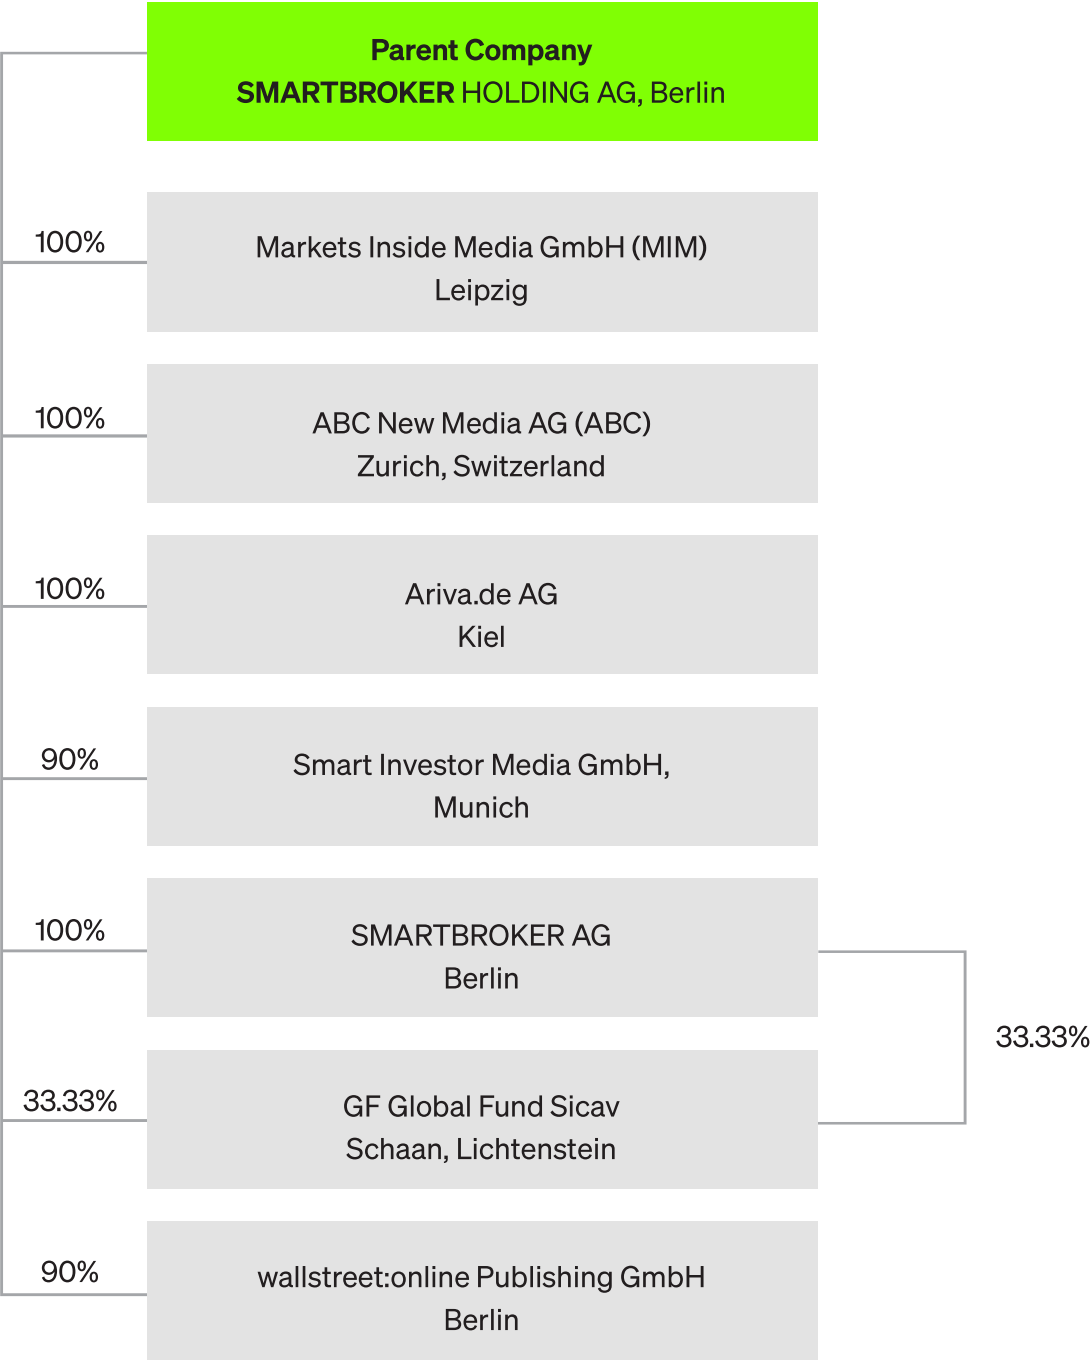 Parent Company
SMARTBROKER HOLDING AG, Berlin
100%
Markets Inside Media GmbH (MIM)
Leipzig
100%
ABC New Media AG (ABC)
Zurich, Switzerland
100%
Ariva.de AG
Kiel
90%
Smart Investor Media GmbH,
Munich
100%
SMARTBROKER AG
Berlin
33.33%
33.33%
GF Global Fund Sicav
Schaan, Lichtenstein
90%
wallstreet:online Publishing GmbH
Berlin